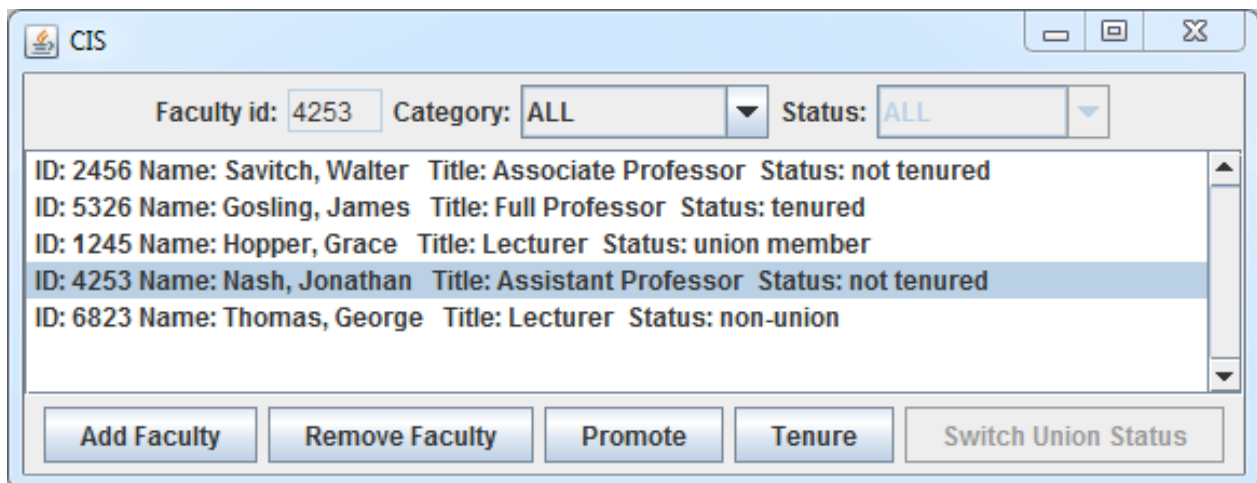 CIS
Faculty id: 4253 Category: ALL Status: ALL
ID: 2456 Name: Savitch, Walter Title: Associate Professor Status: not tenured
ID: 5326 Name: Gosling, James Title: Full Professor Status: tenured
ID: 1245 Name: Hopper, Grace Title: Lecturer Status: union member
ID: 4253 Name: Nash, Jonathan Title: Assistant Professor Status: not tenured
ID: 6823 Name: Thomas, George Title: Lecturer Status: non-union
Add Faculty Remove Faculty Promote Tenure Switch Union Status